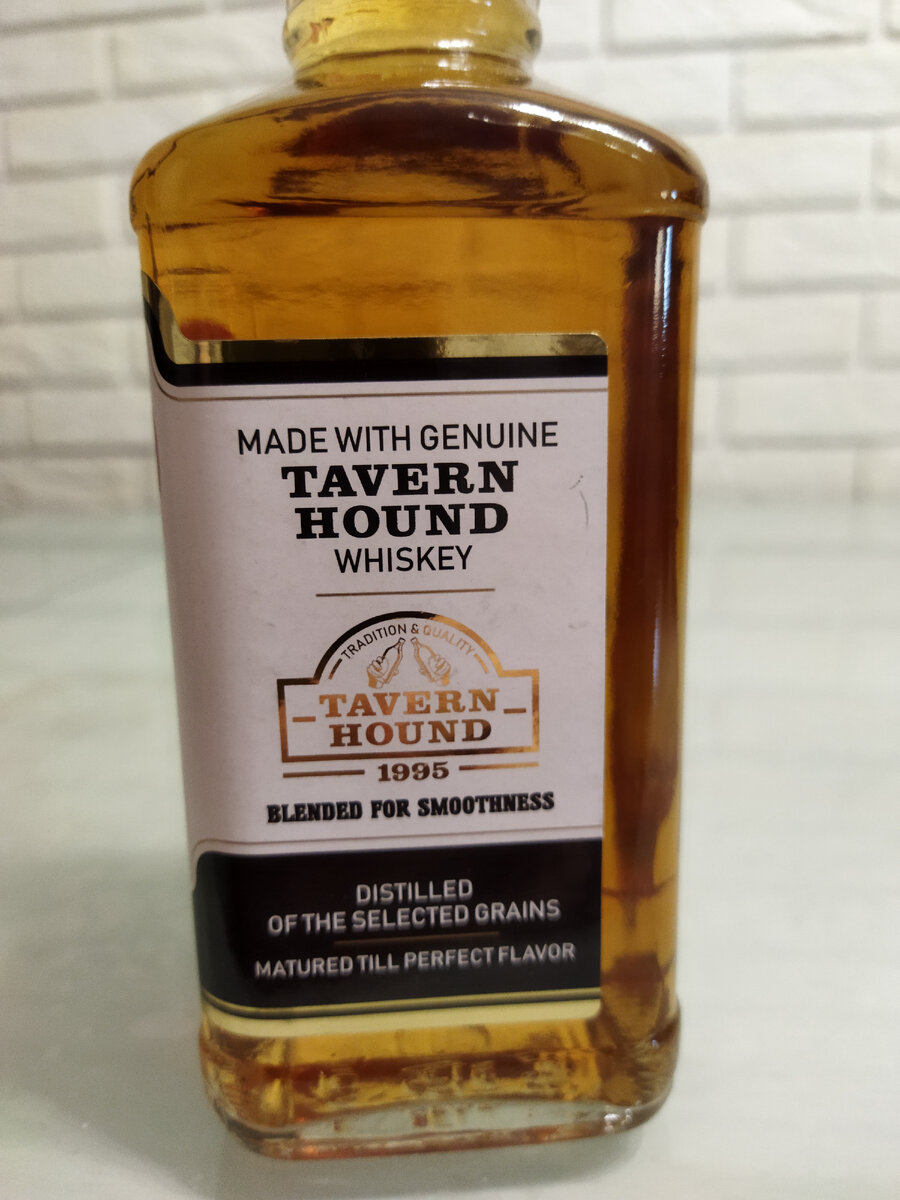 MADE WITH GENUINE
TAVERN
HOUND
WHISKEY
TRADITION & QUALITY
TAVERN
HOUND
1995
BLENDED FOR SMOOTHNESS
DISTILLED
OF THE SELECTED GRAINS
MATURED TILL PERFECT FLAVOR